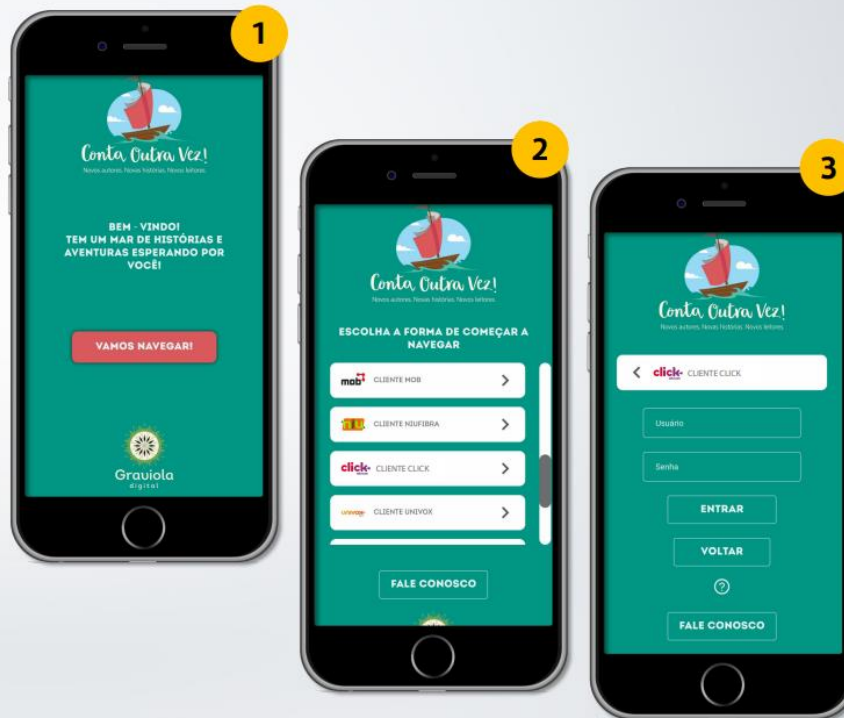 1
Conta Outra Vez!
Novos autores. Novas histórias. Novos leitores.
BEM - VINDO!
TEM UM MAR DE HISTÓRIAS E
AVENTURAS ESPERANDO POR
VOCÊ!
VAMOS NAVEGAR!
Graviola
digital
2
Conta Outra Vez!
Novos autores. Novas histórias. Novos leitores.
ESCOLHA A FORMA DE COMEÇAR A
NAVEGAR
mob CLIENTE MOB
niu CLIENTE NIUFIBRA
click CLIENTE CLICK
univox CLIENTE UNIVOX
FALE CONOSCO
3
Conta Outra Vez!
Novos autores. Novas histórias. Novos leitores.
click CLIENTE CLICK
Usuário
Senha
ENTRAR
VOLTAR
?
FALE CONOSCO